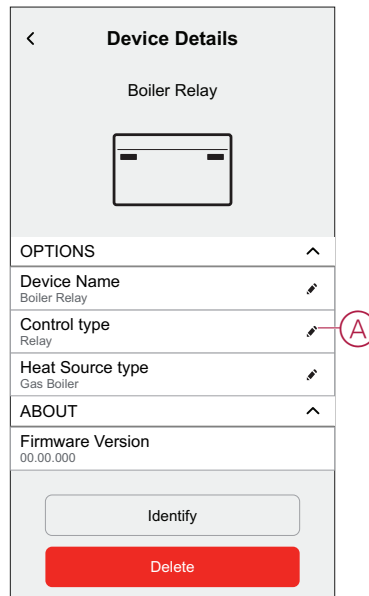 Device Details
Boiler Relay
OPTIONS
Device Name
Boiler Relay
Control type
Relay
A
Heat Source type
Gas Boiler
ABOUT
Firmware Version
00.00.000
Identify
Delete